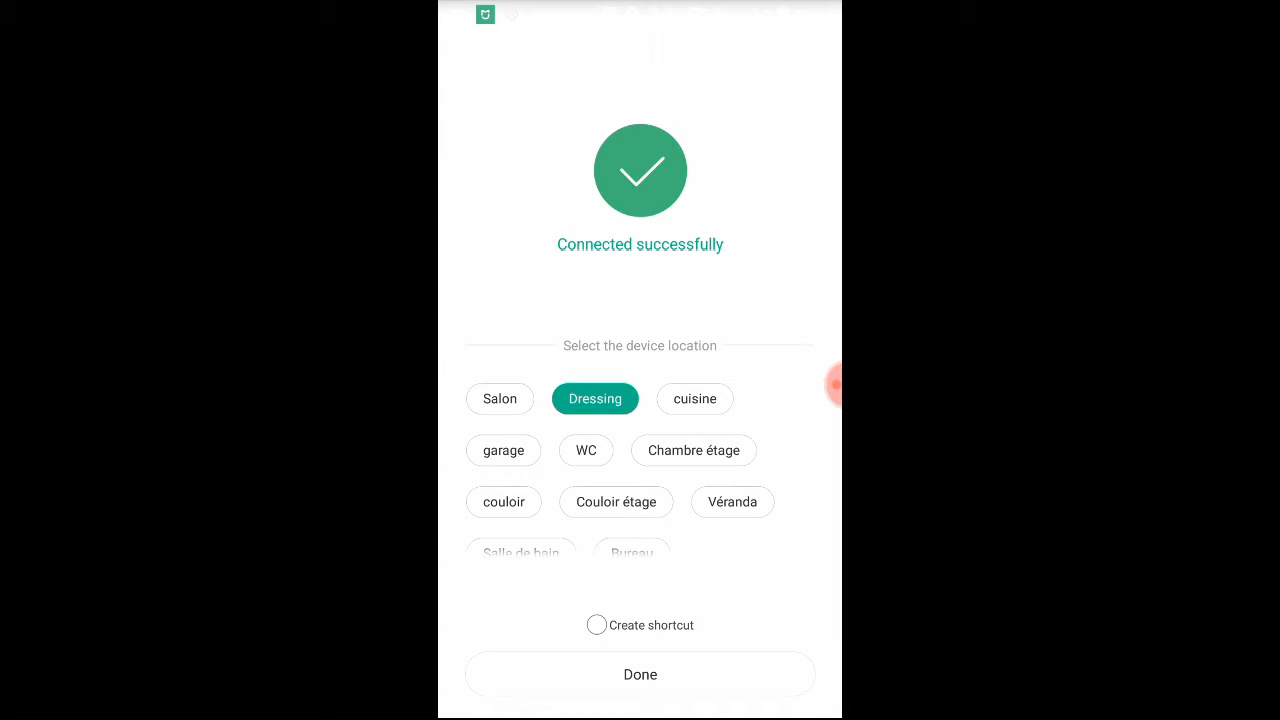 Connected successfully
Select the device location
Salon Dressing cuisine
garage WC Chambre étage
couloir Couloir étage Véranda
Salle de bain Bureau
Create shortcut
Done